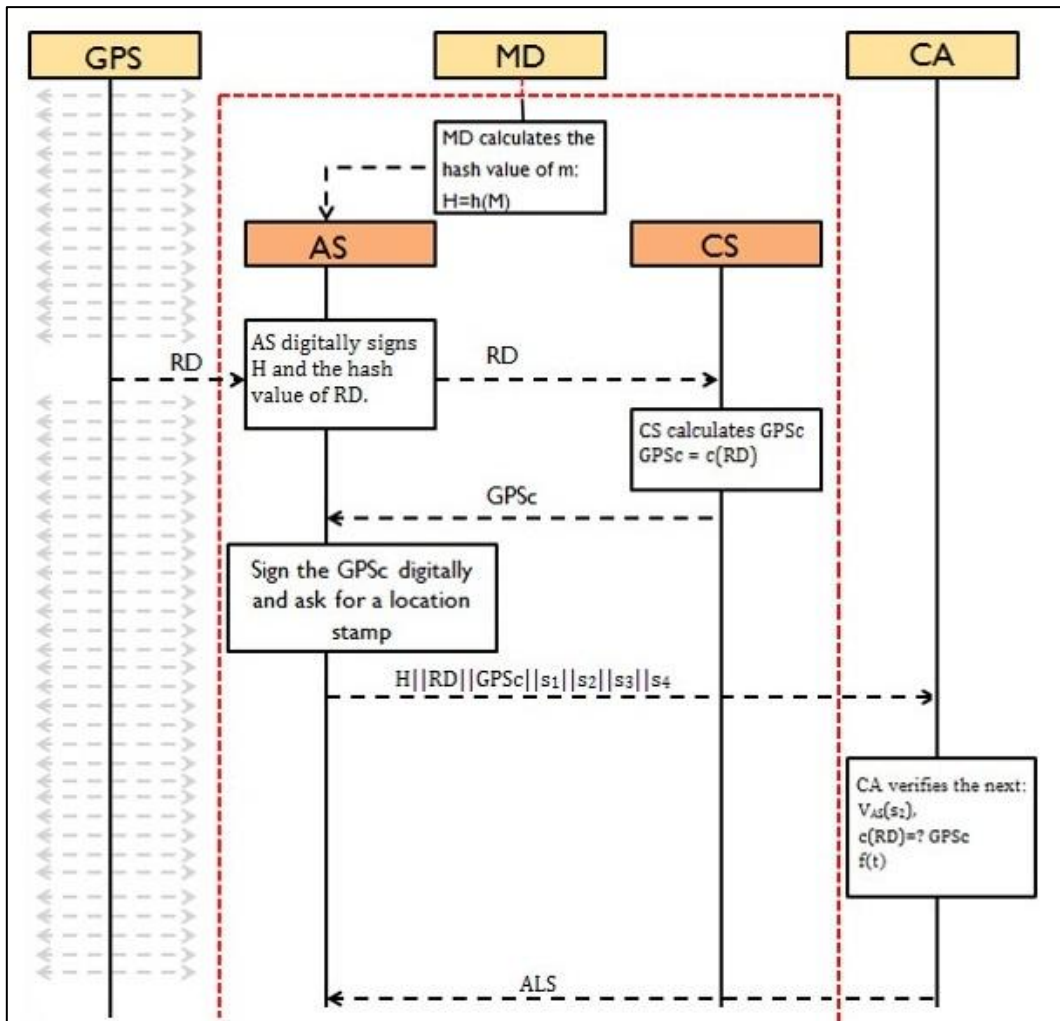 GPS
MD
CA
MD calculates the
hash value of m:
H=h(M)
AS
CS
AS digitally signs
H and the hash
value of RD.
RD
RD
CS calculates GPSc
GPSc = c(RD)
GPSc
Sign the GPSc digitally
and ask for a location
stamp
H||RD||GPSc||s₁||s₂||s₃||s₄
CA verifies the next:
V_AS(s₂),
c(RD)=? GPSc
f(t)
ALS